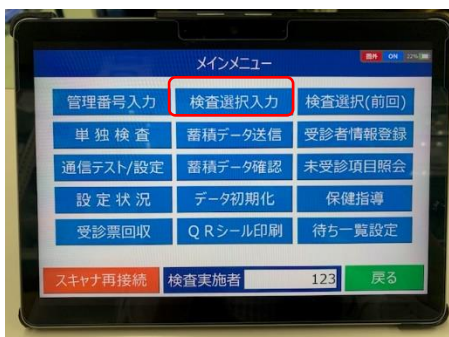 メインメニュー
圏外 ON 22%
管理番号入力 検査選択入力 検査選択(前回)
単独検査 蓄積データ送信 受診者情報登録
通信テスト/設定 蓄積データ確認 未受診項目照会
設定状況 データ初期化 保健指導
受診票回収 QRシール印刷 待ち一覧設定
スキャナ再接続 検査実施者 123 戻る